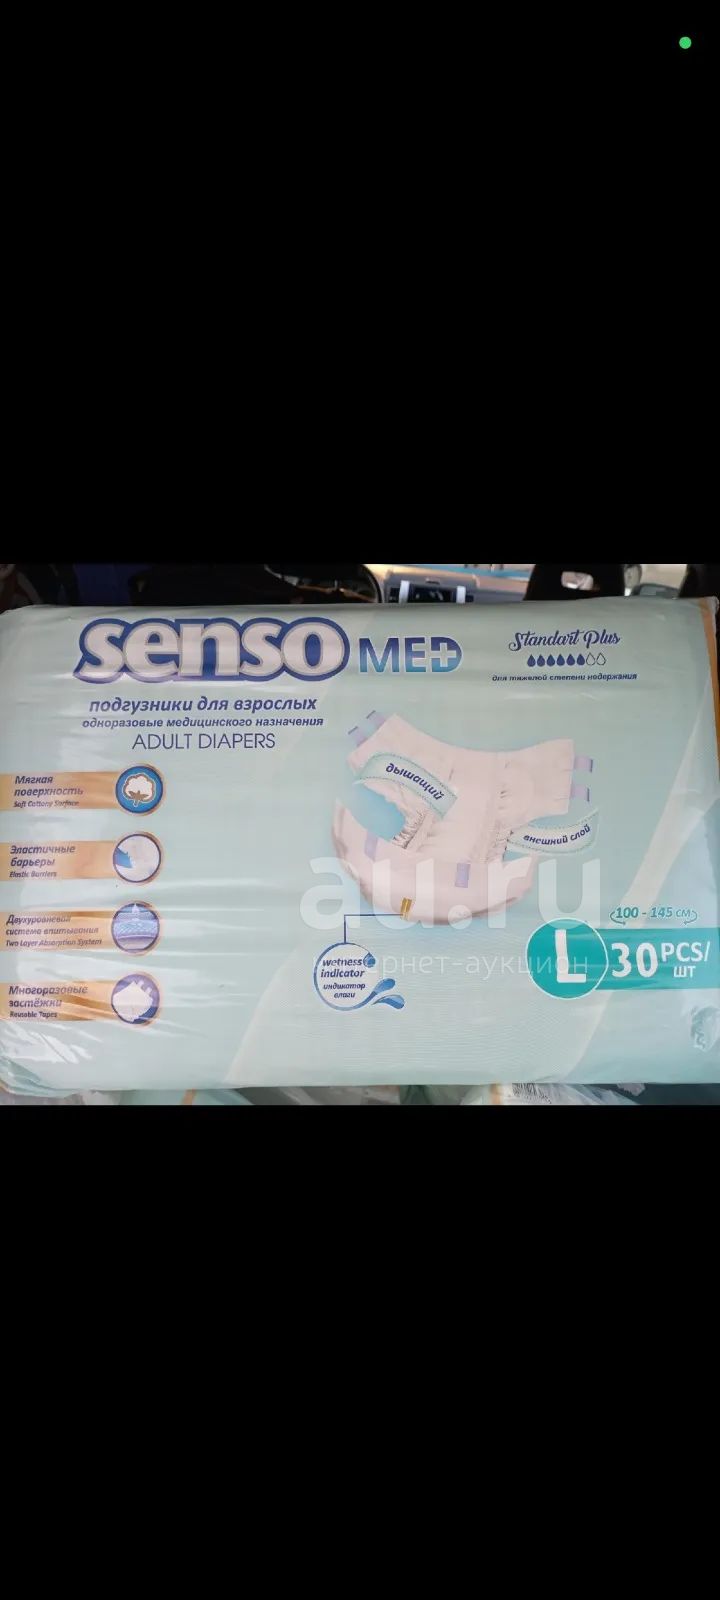 senso MED
Standart Plus
для тяжелой степени недержания
подгузники для взрослых
одноразовые медицинского назначения
ADULT DIAPERS
Мягкая
поверхность
Soft Cottony Surface
Эластичные
барьеры
Elastic Barriers
Двухуровневая
система впитывания
Two Layer Absorption System
Многоразовые
застёжки
Reusable Tapes
дышащий
внешний слой
au.ru
интернет-аукцион
wetness
indicator
индикатор
влаги
100 - 145 см
L 30 PCS/
шт